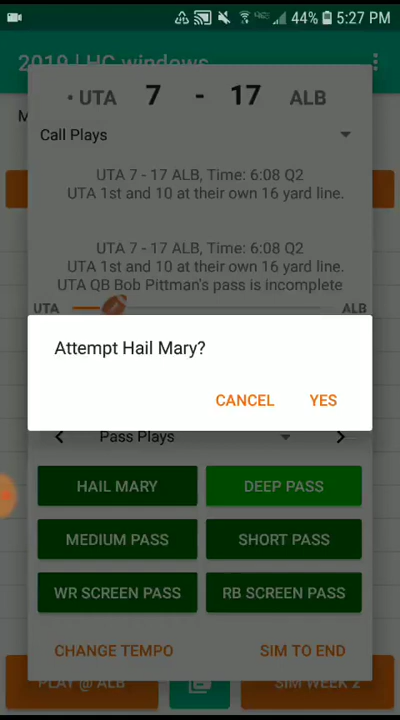 44% 5:27 PM
2019 | HC windows
M
• UTA 7 - 17 ALB
Call Plays
UTA 7 - 17 ALB, Time: 6:08 Q2
UTA 1st and 10 at their own 16 yard line.
UTA 7 - 17 ALB, Time: 6:08 Q2
UTA 1st and 10 at their own 16 yard line.
UTA QB Bob Pittman's pass is incomplete
UTA ALB
Attempt Hail Mary?
CANCEL YES
< Pass Plays >
HAIL MARY DEEP PASS
MEDIUM PASS SHORT PASS
WR SCREEN PASS RB SCREEN PASS
CHANGE TEMPO SIM TO END
PLAY @ ALB SIM WEEK 2